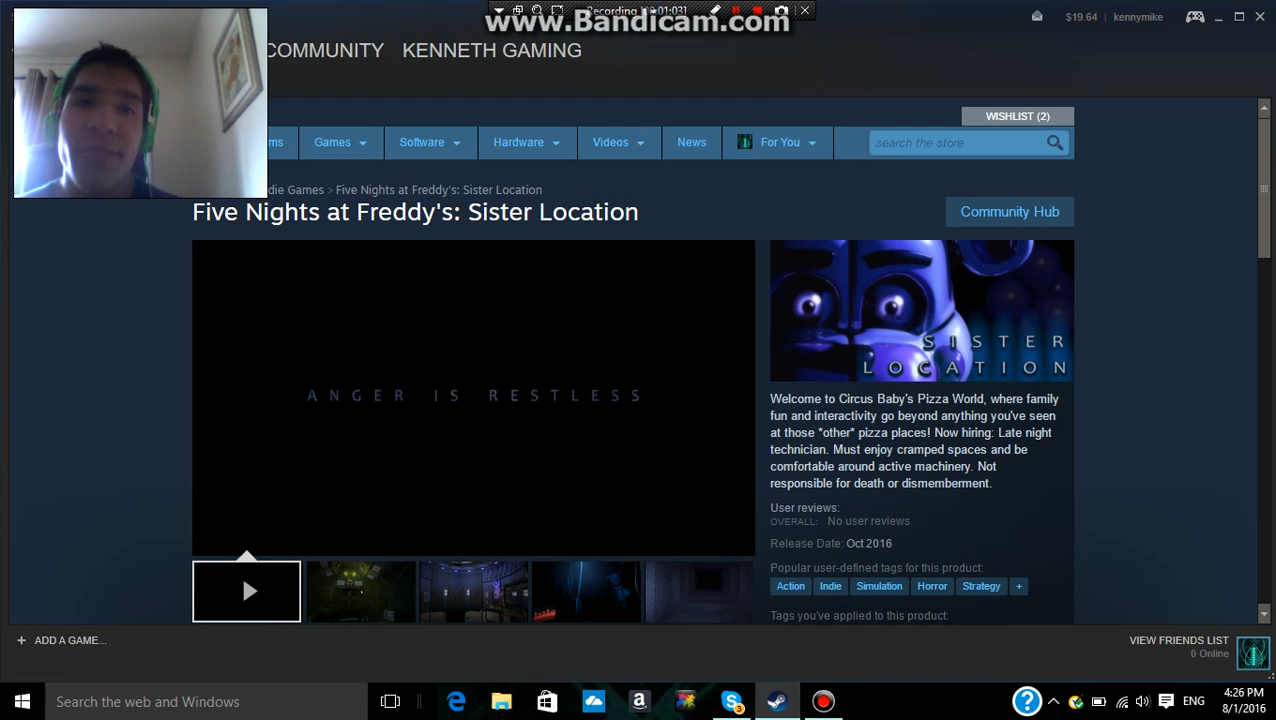 Recording [00:01:03]
www.Bandicam.com
$19.64 kennymike
COMMUNITY KENNETH GAMING
WISHLIST (2)
ms Games Software Hardware Videos News For You search the store
die Games > Five Nights at Freddy's: Sister Location
Five Nights at Freddy's: Sister Location
Community Hub
ANGER IS RESTLESS
SISTER
LOCATION
Welcome to Circus Baby's Pizza World, where family
fun and interactivity go beyond anything you've seen
at those *other* pizza places! Now hiring: Late night
technician. Must enjoy cramped spaces and be
comfortable around active machinery. Not
responsible for death or dismemberment.
User reviews:
OVERALL: No user reviews
Release Date: Oct 2016
Popular user-defined tags for this product:
Action Indie Simulation Horror Strategy +
Tags you've applied to this product:
+ ADD A GAME...
VIEW FRIENDS LIST
0 Online
Search the web and Windows
3
ENG
4:26 PM
8/1/2016